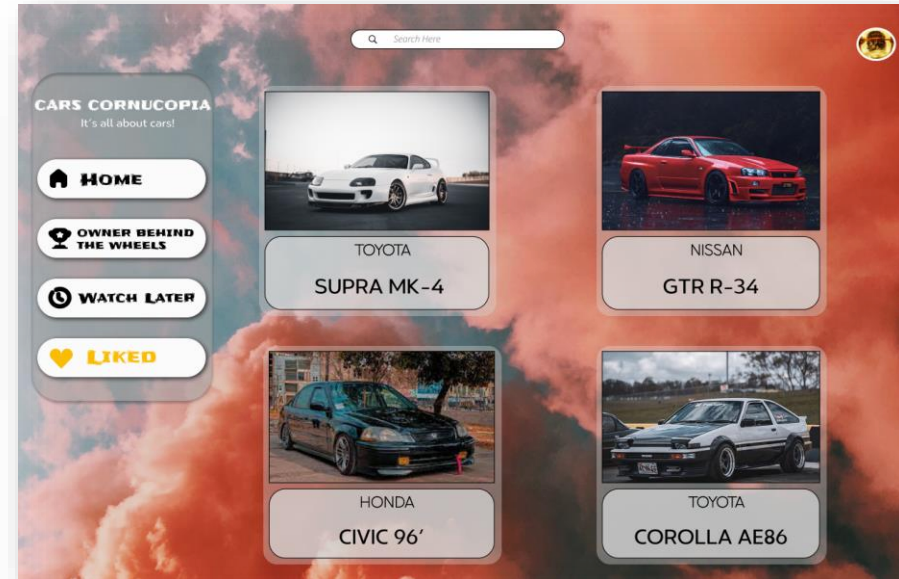 Search Here
CARS CORNUCOPIA
It's all about cars!
HOME
OWNER BEHIND
THE WHEELS
WATCH LATER
LIKED
TOYOTA
SUPRA MK-4
NISSAN
GTR R-34
HONDA
CIVIC 96'
TOYOTA
COROLLA AE86